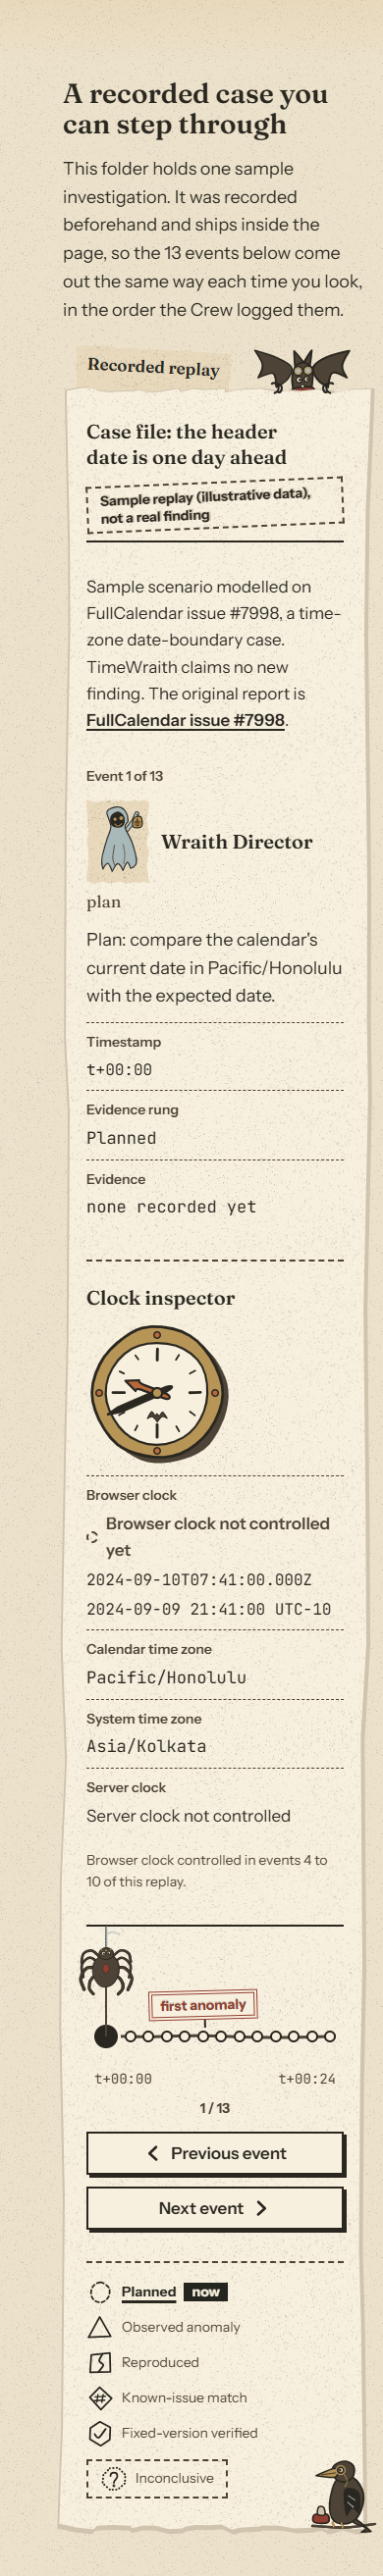 A recorded case you
can step through
This folder holds one sample
investigation. It was recorded
beforehand and ships inside the
page, so the 13 events below come
out the same way each time you look,
in the order the Crew logged them.
Recorded replay
Case file: the header
date is one day ahead
Sample replay (illustrative data),
not a real finding
Sample scenario modelled on
FullCalendar issue #7998, a time-
zone date-boundary case.
TimeWraith claims no new
finding. The original report is
FullCalendar issue #7998.
Event 1 of 13
Wraith Director
plan
Plan: compare the calendar's
current date in Pacific/Honolulu
with the expected date.
Timestamp
t+00:00
Evidence rung
Planned
Evidence
none recorded yet
Clock inspector
Browser clock
Browser clock not controlled
yet
2024-09-10T07:41:00.000Z
2024-09-09 21:41:00 UTC-10
Calendar time zone
Pacific/Honolulu
System time zone
Asia/Kolkata
Server clock
Server clock not controlled
Browser clock controlled in events 4 to
10 of this replay.
first anomaly
t+00:00 t+00:24
1 / 13
Previous event
Next event
Planned now
Observed anomaly
Reproduced
# Known-issue match
Fixed-version verified
? Inconclusive